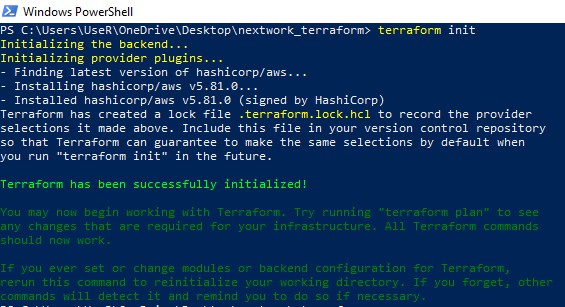 Windows PowerShell
PS C:\Users\UseR\OneDrive\Desktop\nextwork_terraform> terraform init
Initializing the backend...
Initializing provider plugins...
- Finding latest version of hashicorp/aws...
- Installing hashicorp/aws v5.81.0...
- Installed hashicorp/aws v5.81.0 (signed by HashiCorp)
Terraform has created a lock file .terraform.lock.hcl to record the provider
selections it made above. Include this file in your version control repository
so that Terraform can guarantee to make the same selections by default when
you run "terraform init" in the future.
Terraform has been successfully initialized!
You may now begin working with Terraform. Try running "terraform plan" to see
any changes that are required for your infrastructure. All Terraform commands
should now work.
If you ever set or change modules or backend configuration for Terraform,
rerun this command to reinitialize your working directory. If you forget, other
commands will detect it and remind you to do so if necessary.